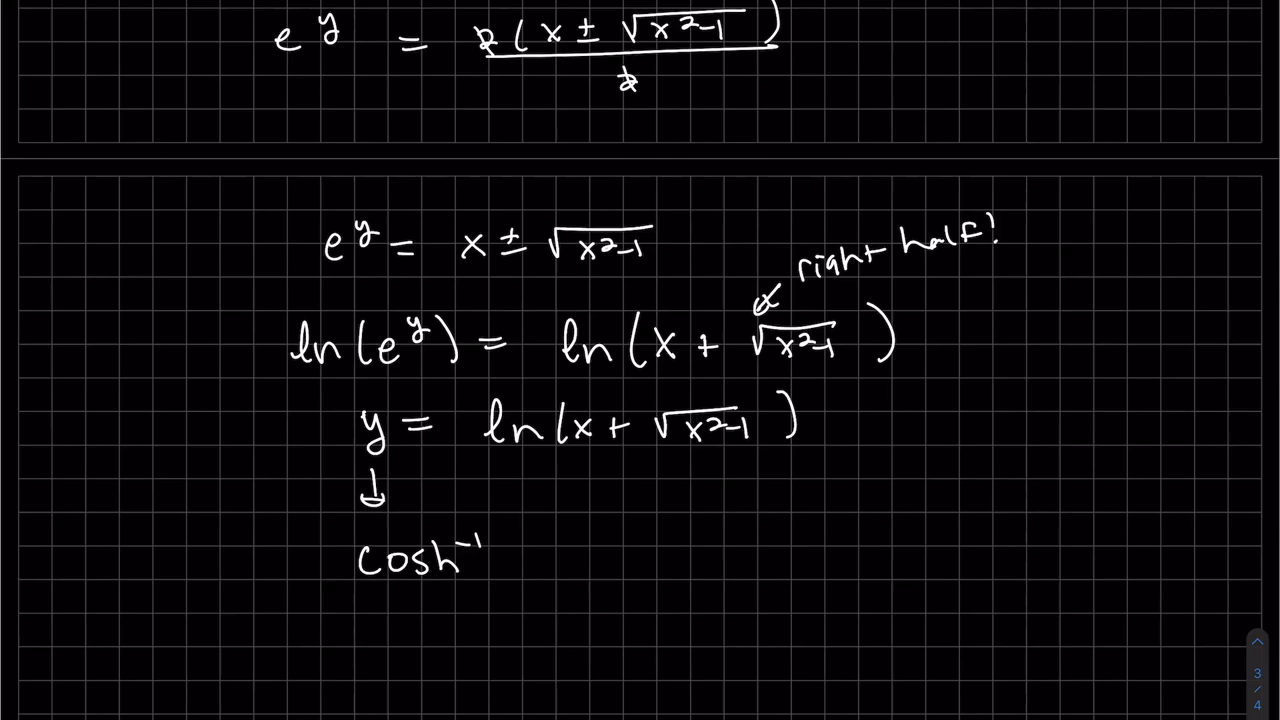 e^y = 2(x ± √x²-1)
2
e^y = x ± √x²-1
right half!
ln(e^y) = ln(x + √x²-1)
y = ln(x + √x²-1)
↓
cosh⁻¹
3
/
4